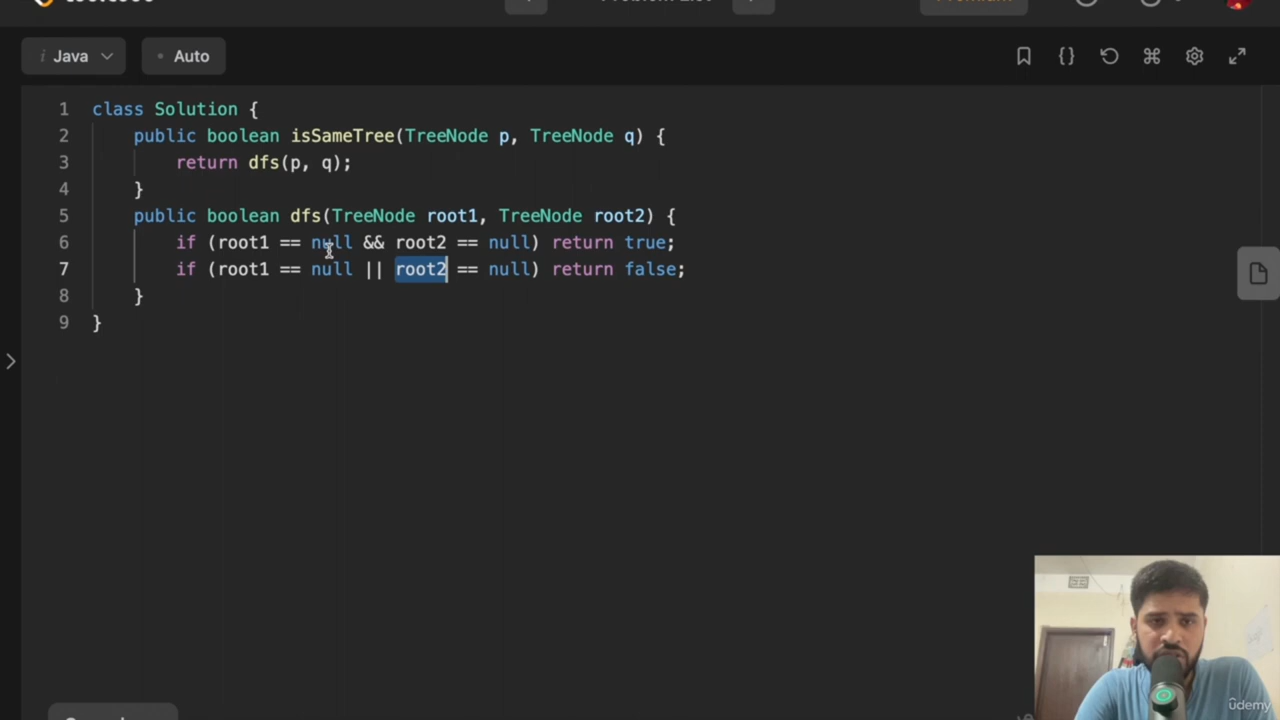 Java
Auto
1 class Solution {
2 public boolean isSameTree(TreeNode p, TreeNode q) {
3 return dfs(p, q);
4 }
5 public boolean dfs(TreeNode root1, TreeNode root2) {
6 if (root1 == null && root2 == null) return true;
7 if (root1 == null || root2 == null) return false;
8 }
9 }
ûdemy